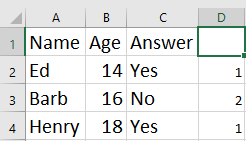 A B C D
1 Name Age Answer
2 Ed 14 Yes 1
3 Barb 16 No 2
4 Henry 18 Yes 1